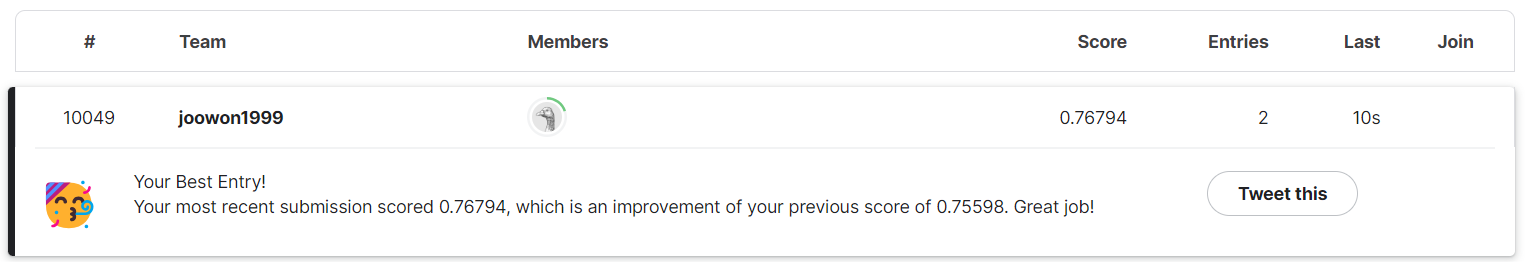 # Team Members Score Entries Last Join
10049 joowon1999 0.76794 2 10s
Your Best Entry!
Your most recent submission scored 0.76794, which is an improvement of your previous score of 0.75598. Great job!
Tweet this